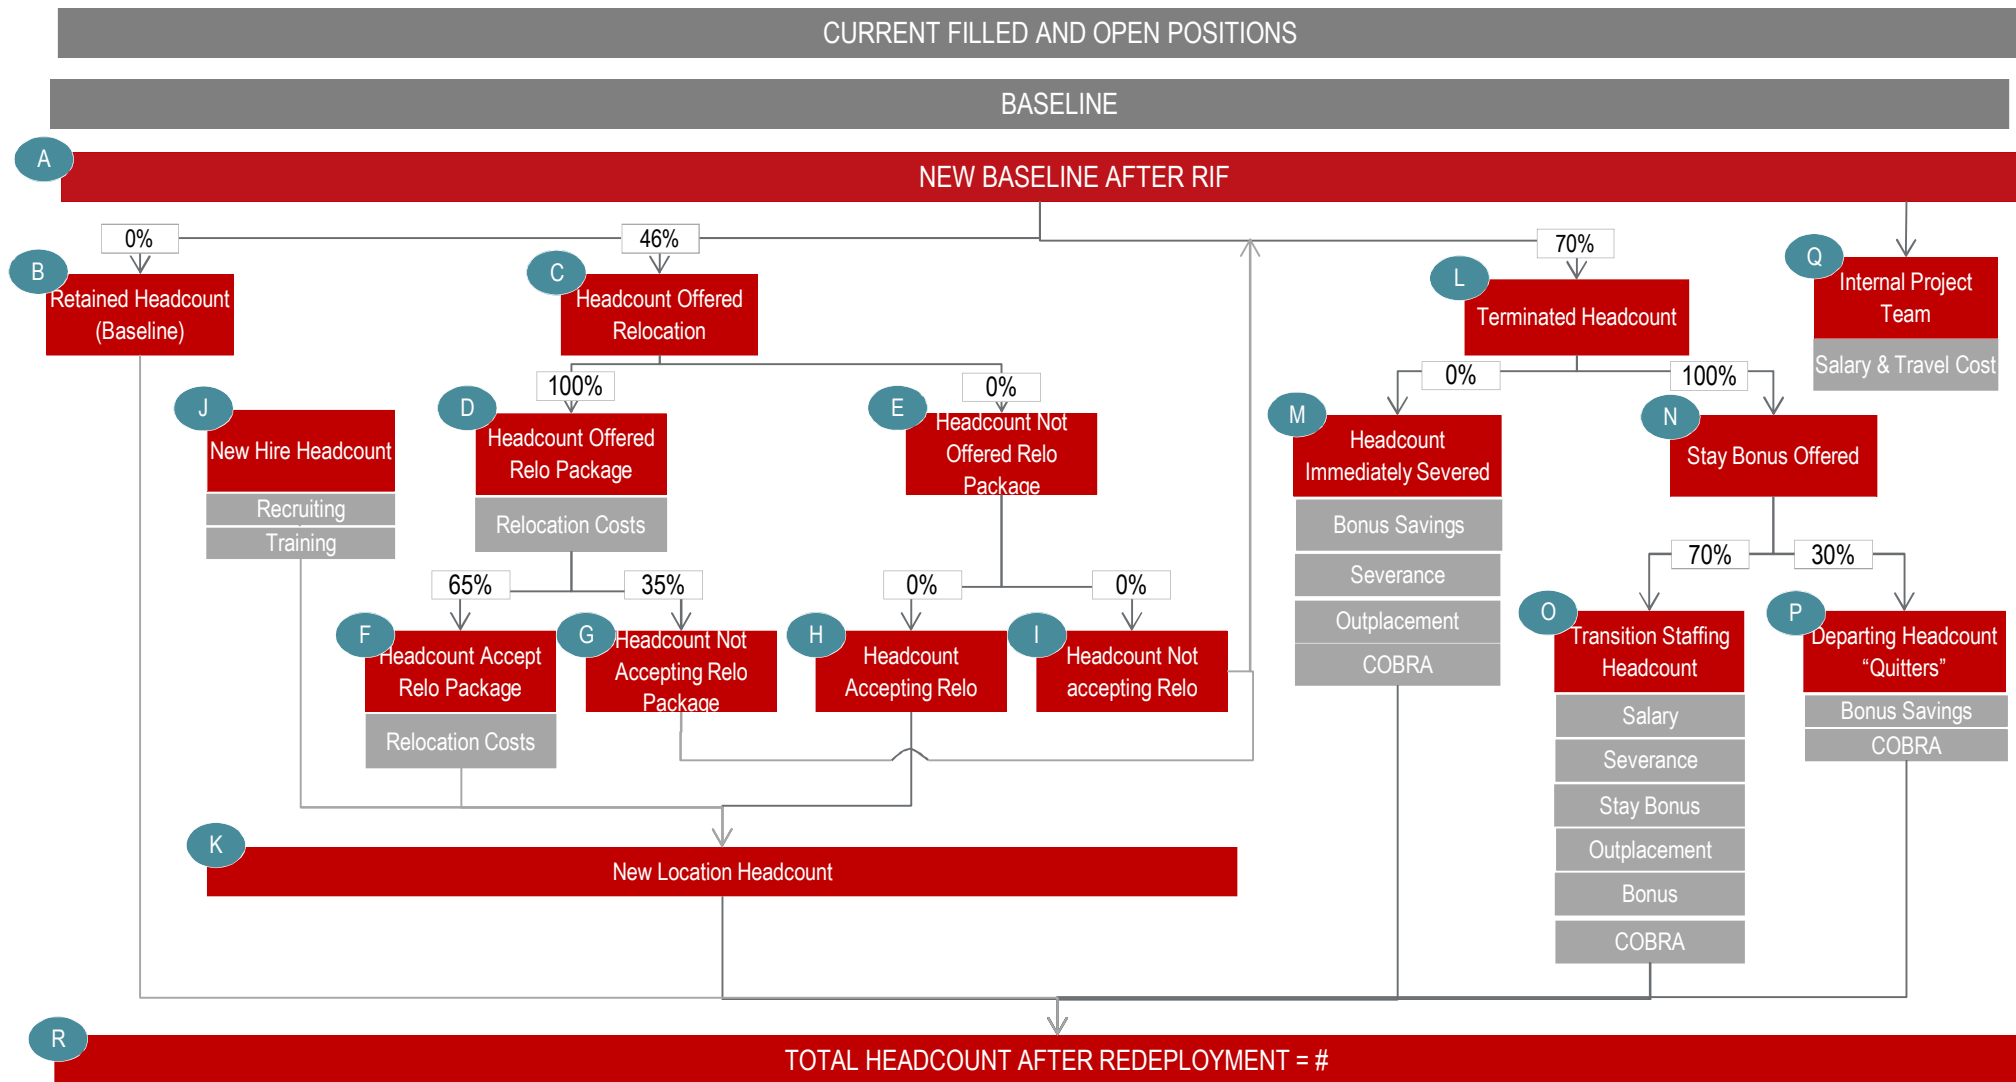 CURRENT FILLED AND OPEN POSITIONS
BASELINE
A
NEW BASELINE AFTER RIF
0%
46%
70%
B
Retained Headcount
(Baseline)
C
Headcount Offered
Relocation
L
Terminated Headcount
Q
Internal Project
Team
Salary & Travel Cost
100%
0%
0%
100%
J
New Hire Headcount
Recruiting
Training
D
Headcount Offered
Relo Package
Relocation Costs
E
Headcount Not
Offered Relo
Package
M
Headcount
Immediately Severed
Bonus Savings
Severance
Outplacement
COBRA
N
Stay Bonus Offered
65%
35%
0%
0%
70%
30%
F
Headcount Accept
Relo Package
Relocation Costs
G
Headcount Not
Accepting Relo
Package
H
Headcount
Accepting Relo
I
Headcount Not
accepting Relo
O
Transition Staffing
Headcount
Salary
Severance
Stay Bonus
Outplacement
Bonus
COBRA
P
Departing Headcount
“Quitters”
Bonus Savings
COBRA
K
New Location Headcount
R
TOTAL HEADCOUNT AFTER REDEPLOYMENT = #